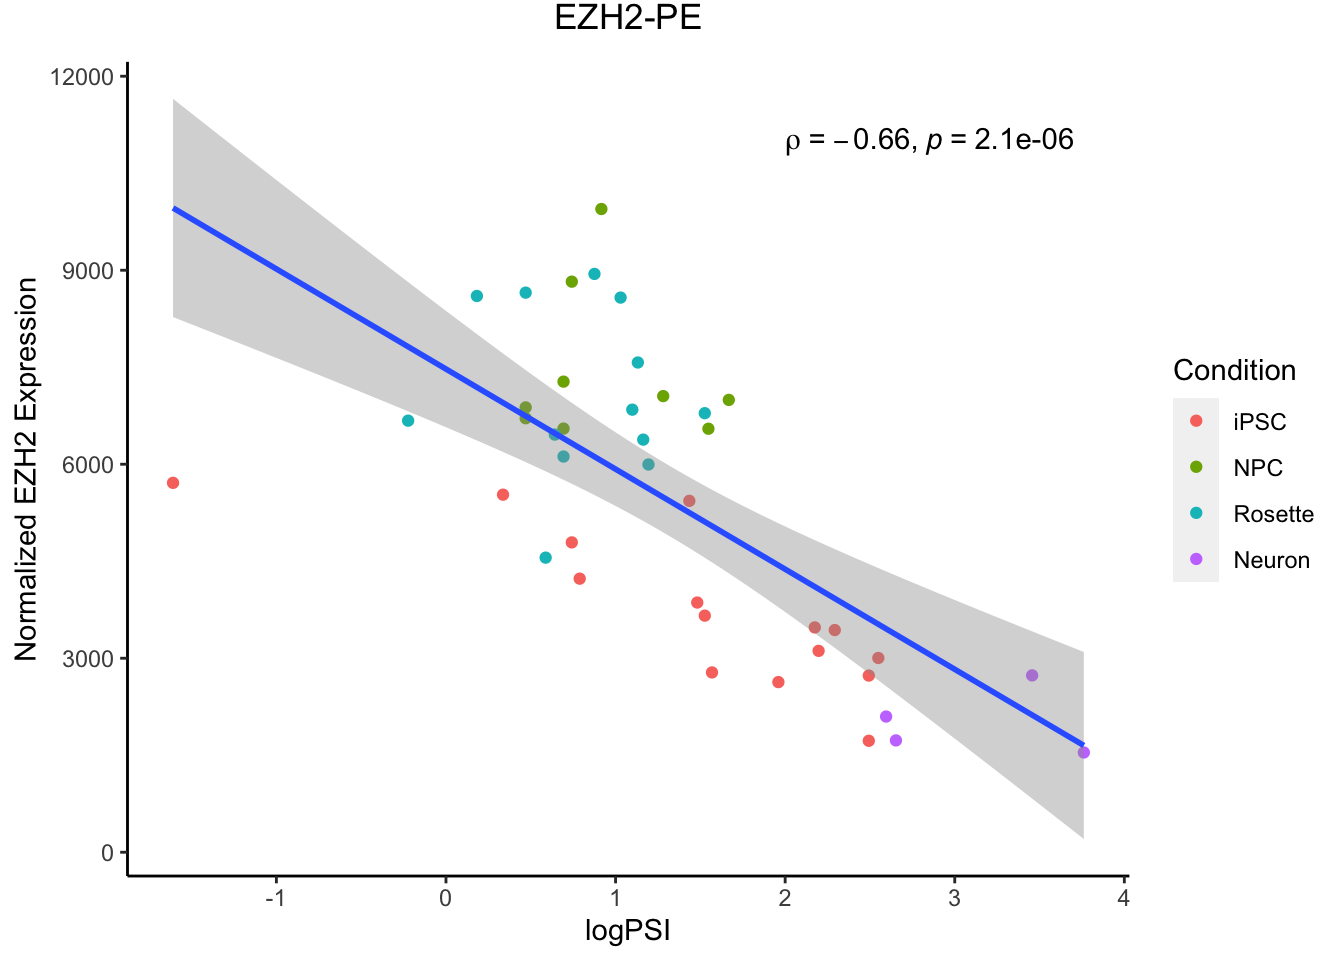 EZH2-PE
12000
9000
6000
3000
0
Normalized EZH2 Expression
ρ = −0.66, p = 2.1e-06
-1 0 1 2 3 4
logPSI
Condition
iPSC
NPC
Rosette
Neuron